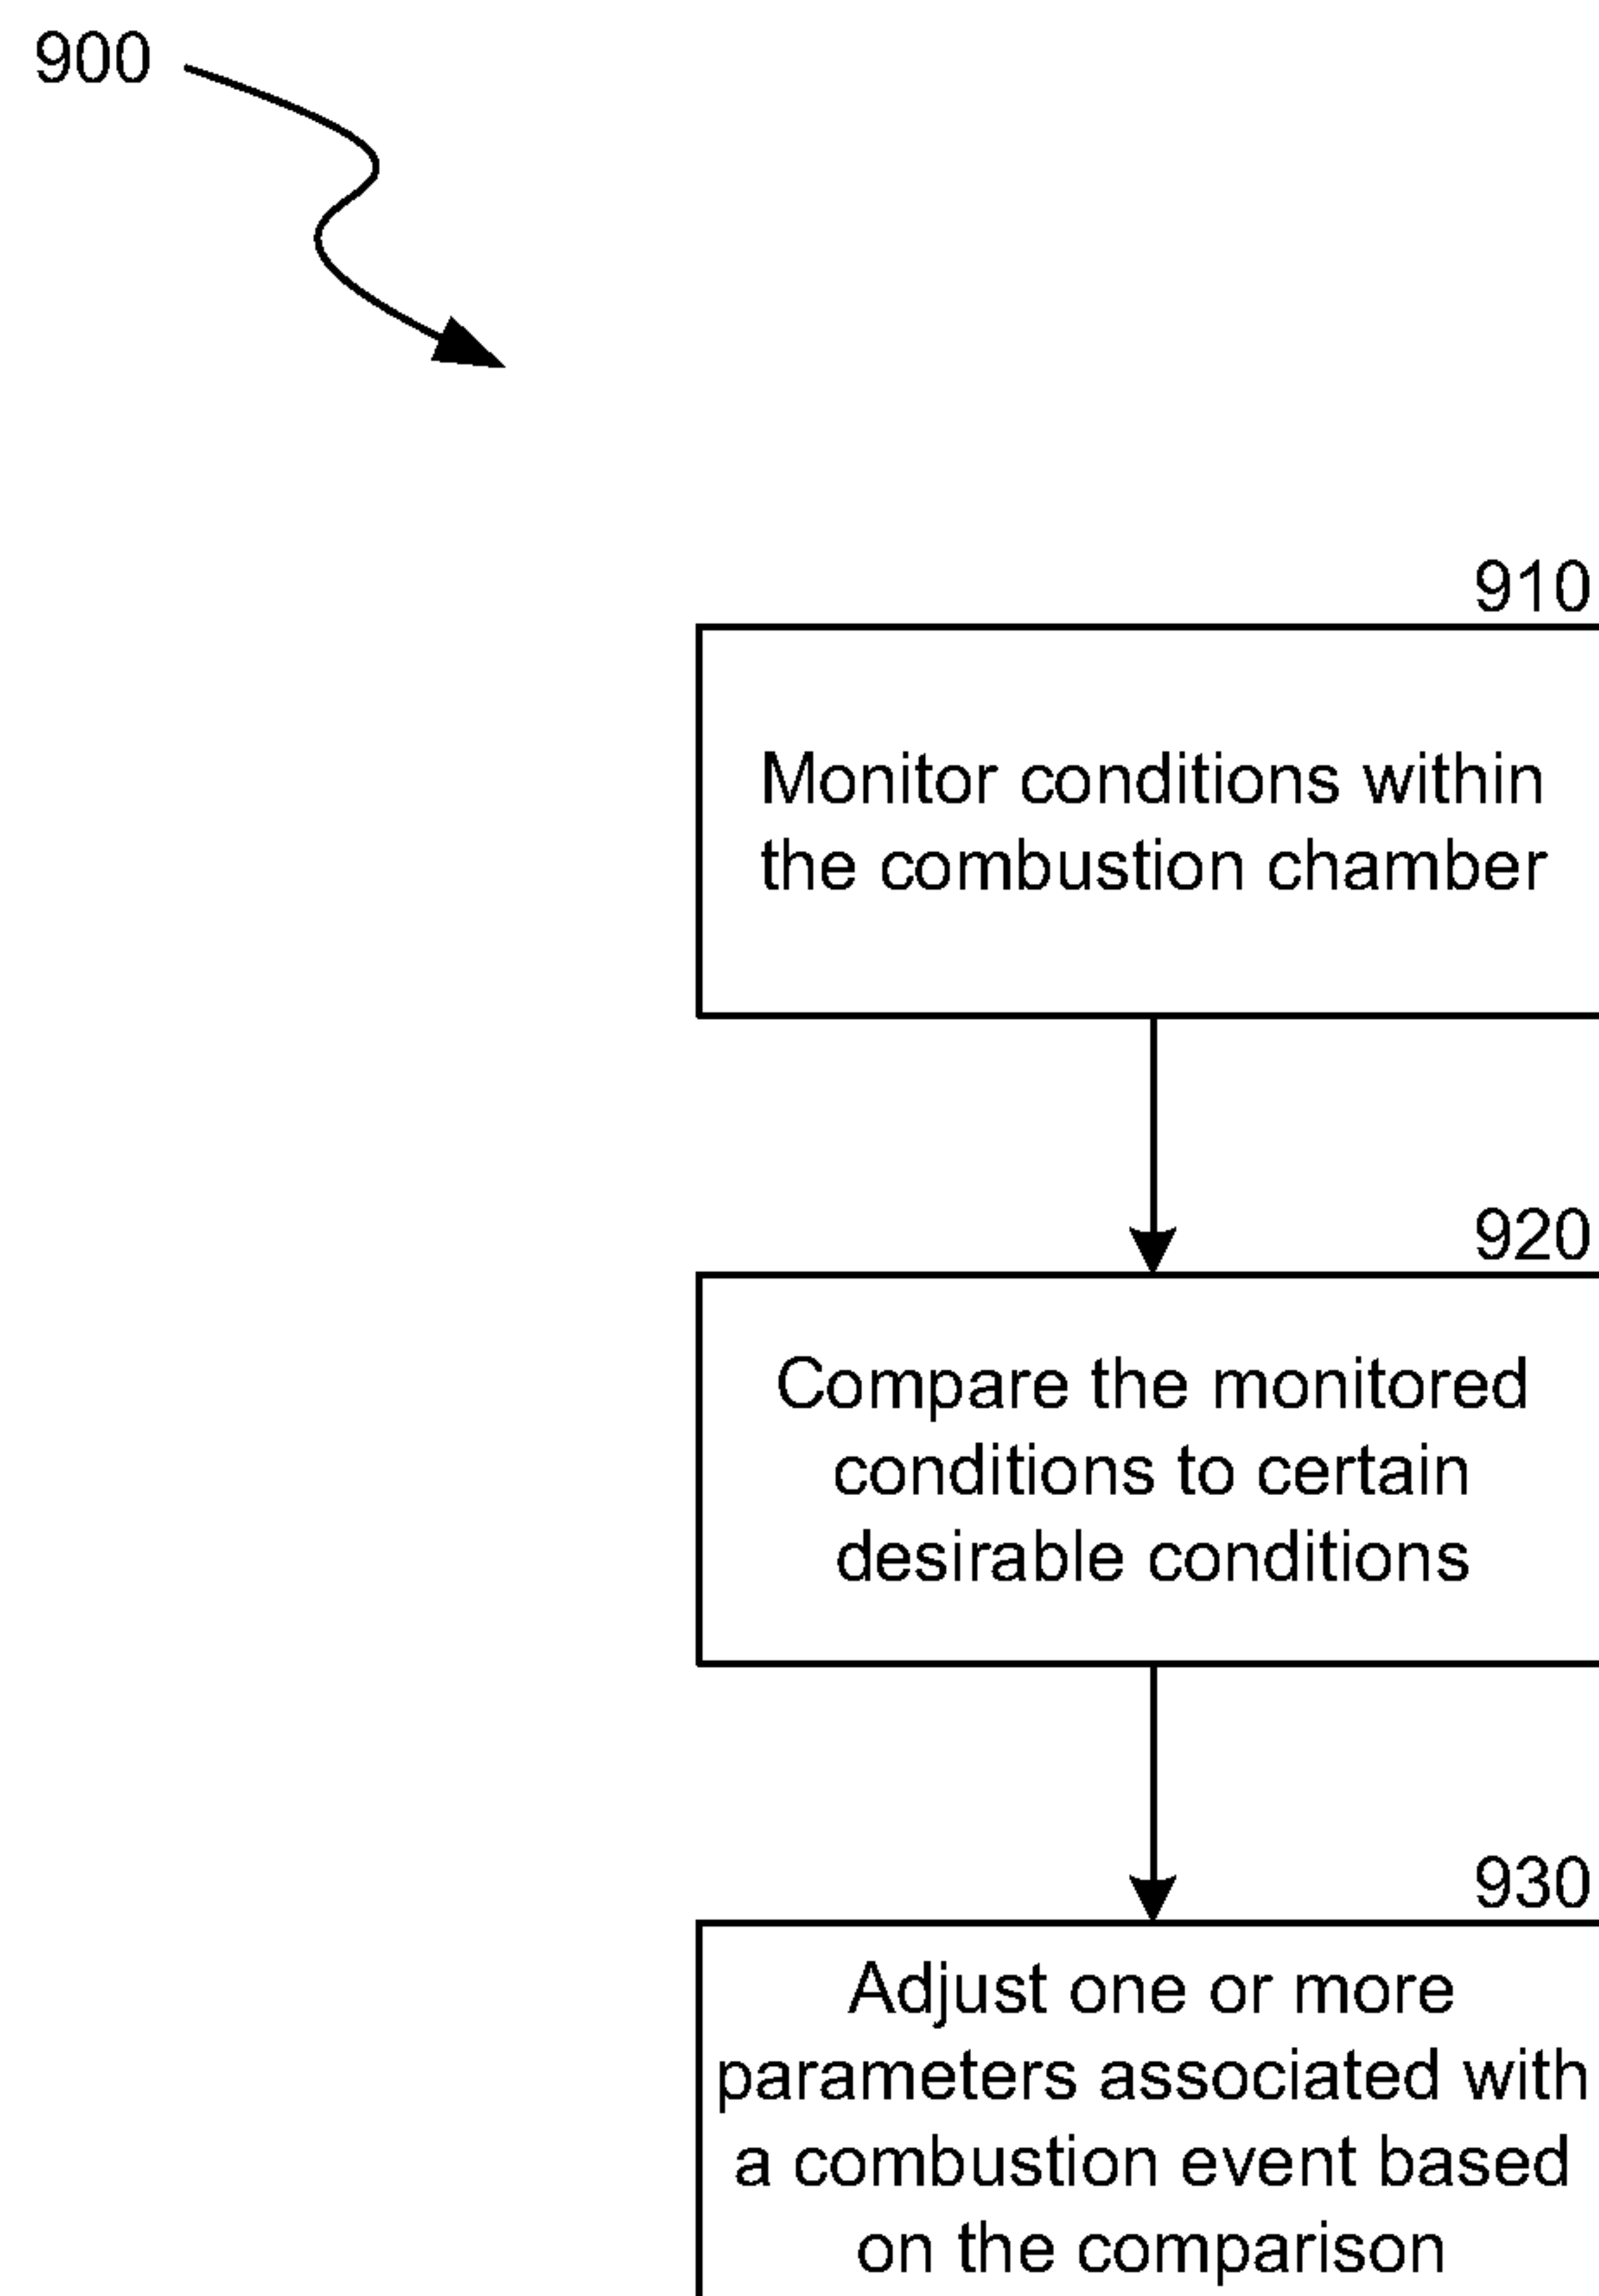 900
910
Monitor conditions within
the combustion chamber
920
Compare the monitored
conditions to certain
desirable conditions
930
Adjust one or more
parameters associated with
a combustion event based
on the comparison